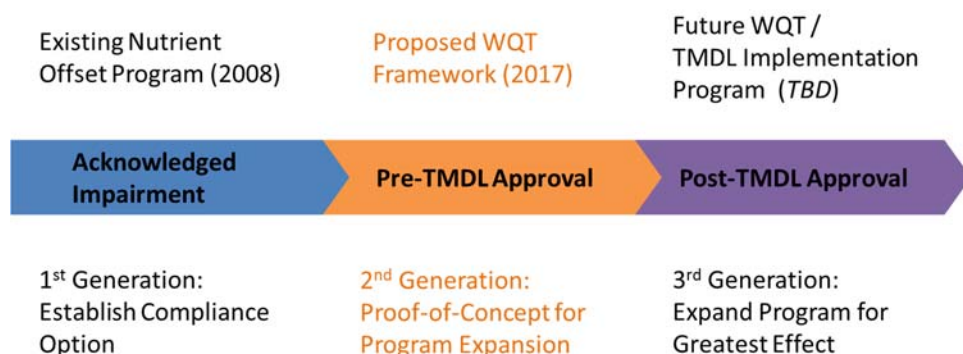 Existing Nutrient
Offset Program (2008)
Proposed WQT
Framework (2017)
Future WQT /
TMDL Implementation
Program (TBD)
Acknowledged
Impairment
Pre-TMDL Approval
Post-TMDL Approval
1st Generation:
Establish Compliance
Option
2nd Generation:
Proof-of-Concept for
Program Expansion
3rd Generation:
Expand Program for
Greatest Effect